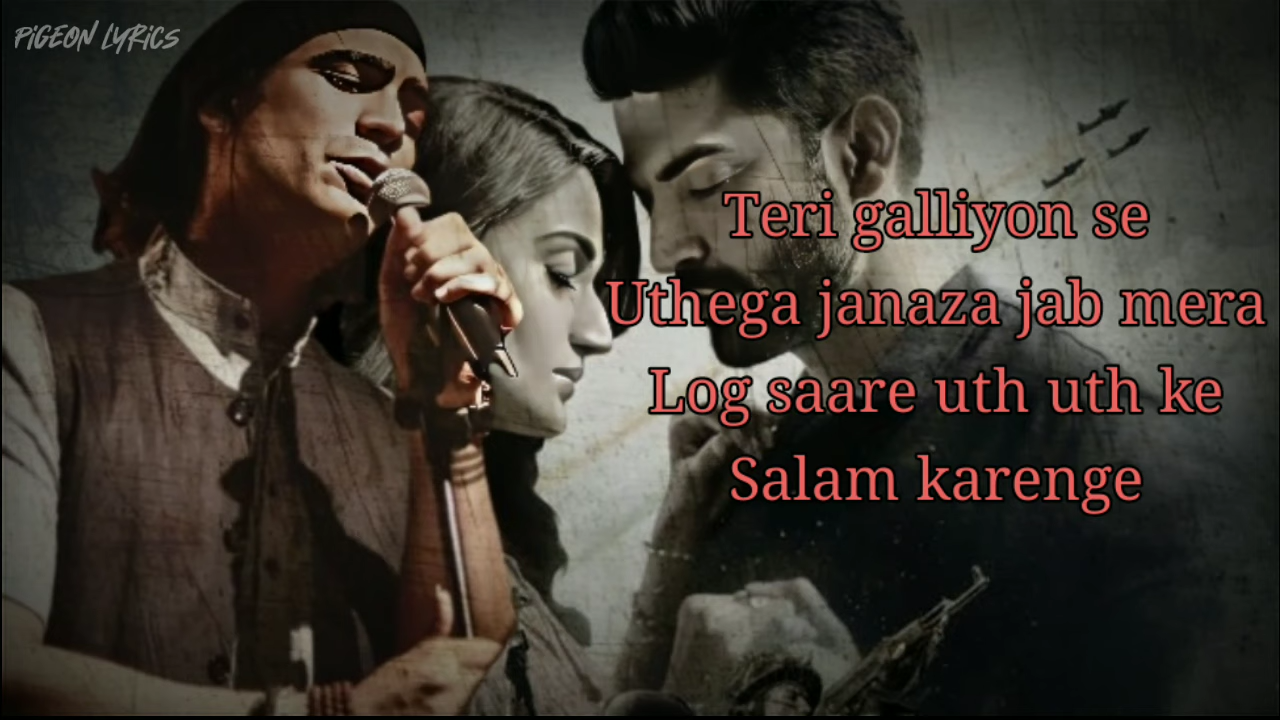 PiGEON LYRiCS
Teri galliyon se
Uthega janaza jab mera
Log saare uth uth ke
Salam karenge